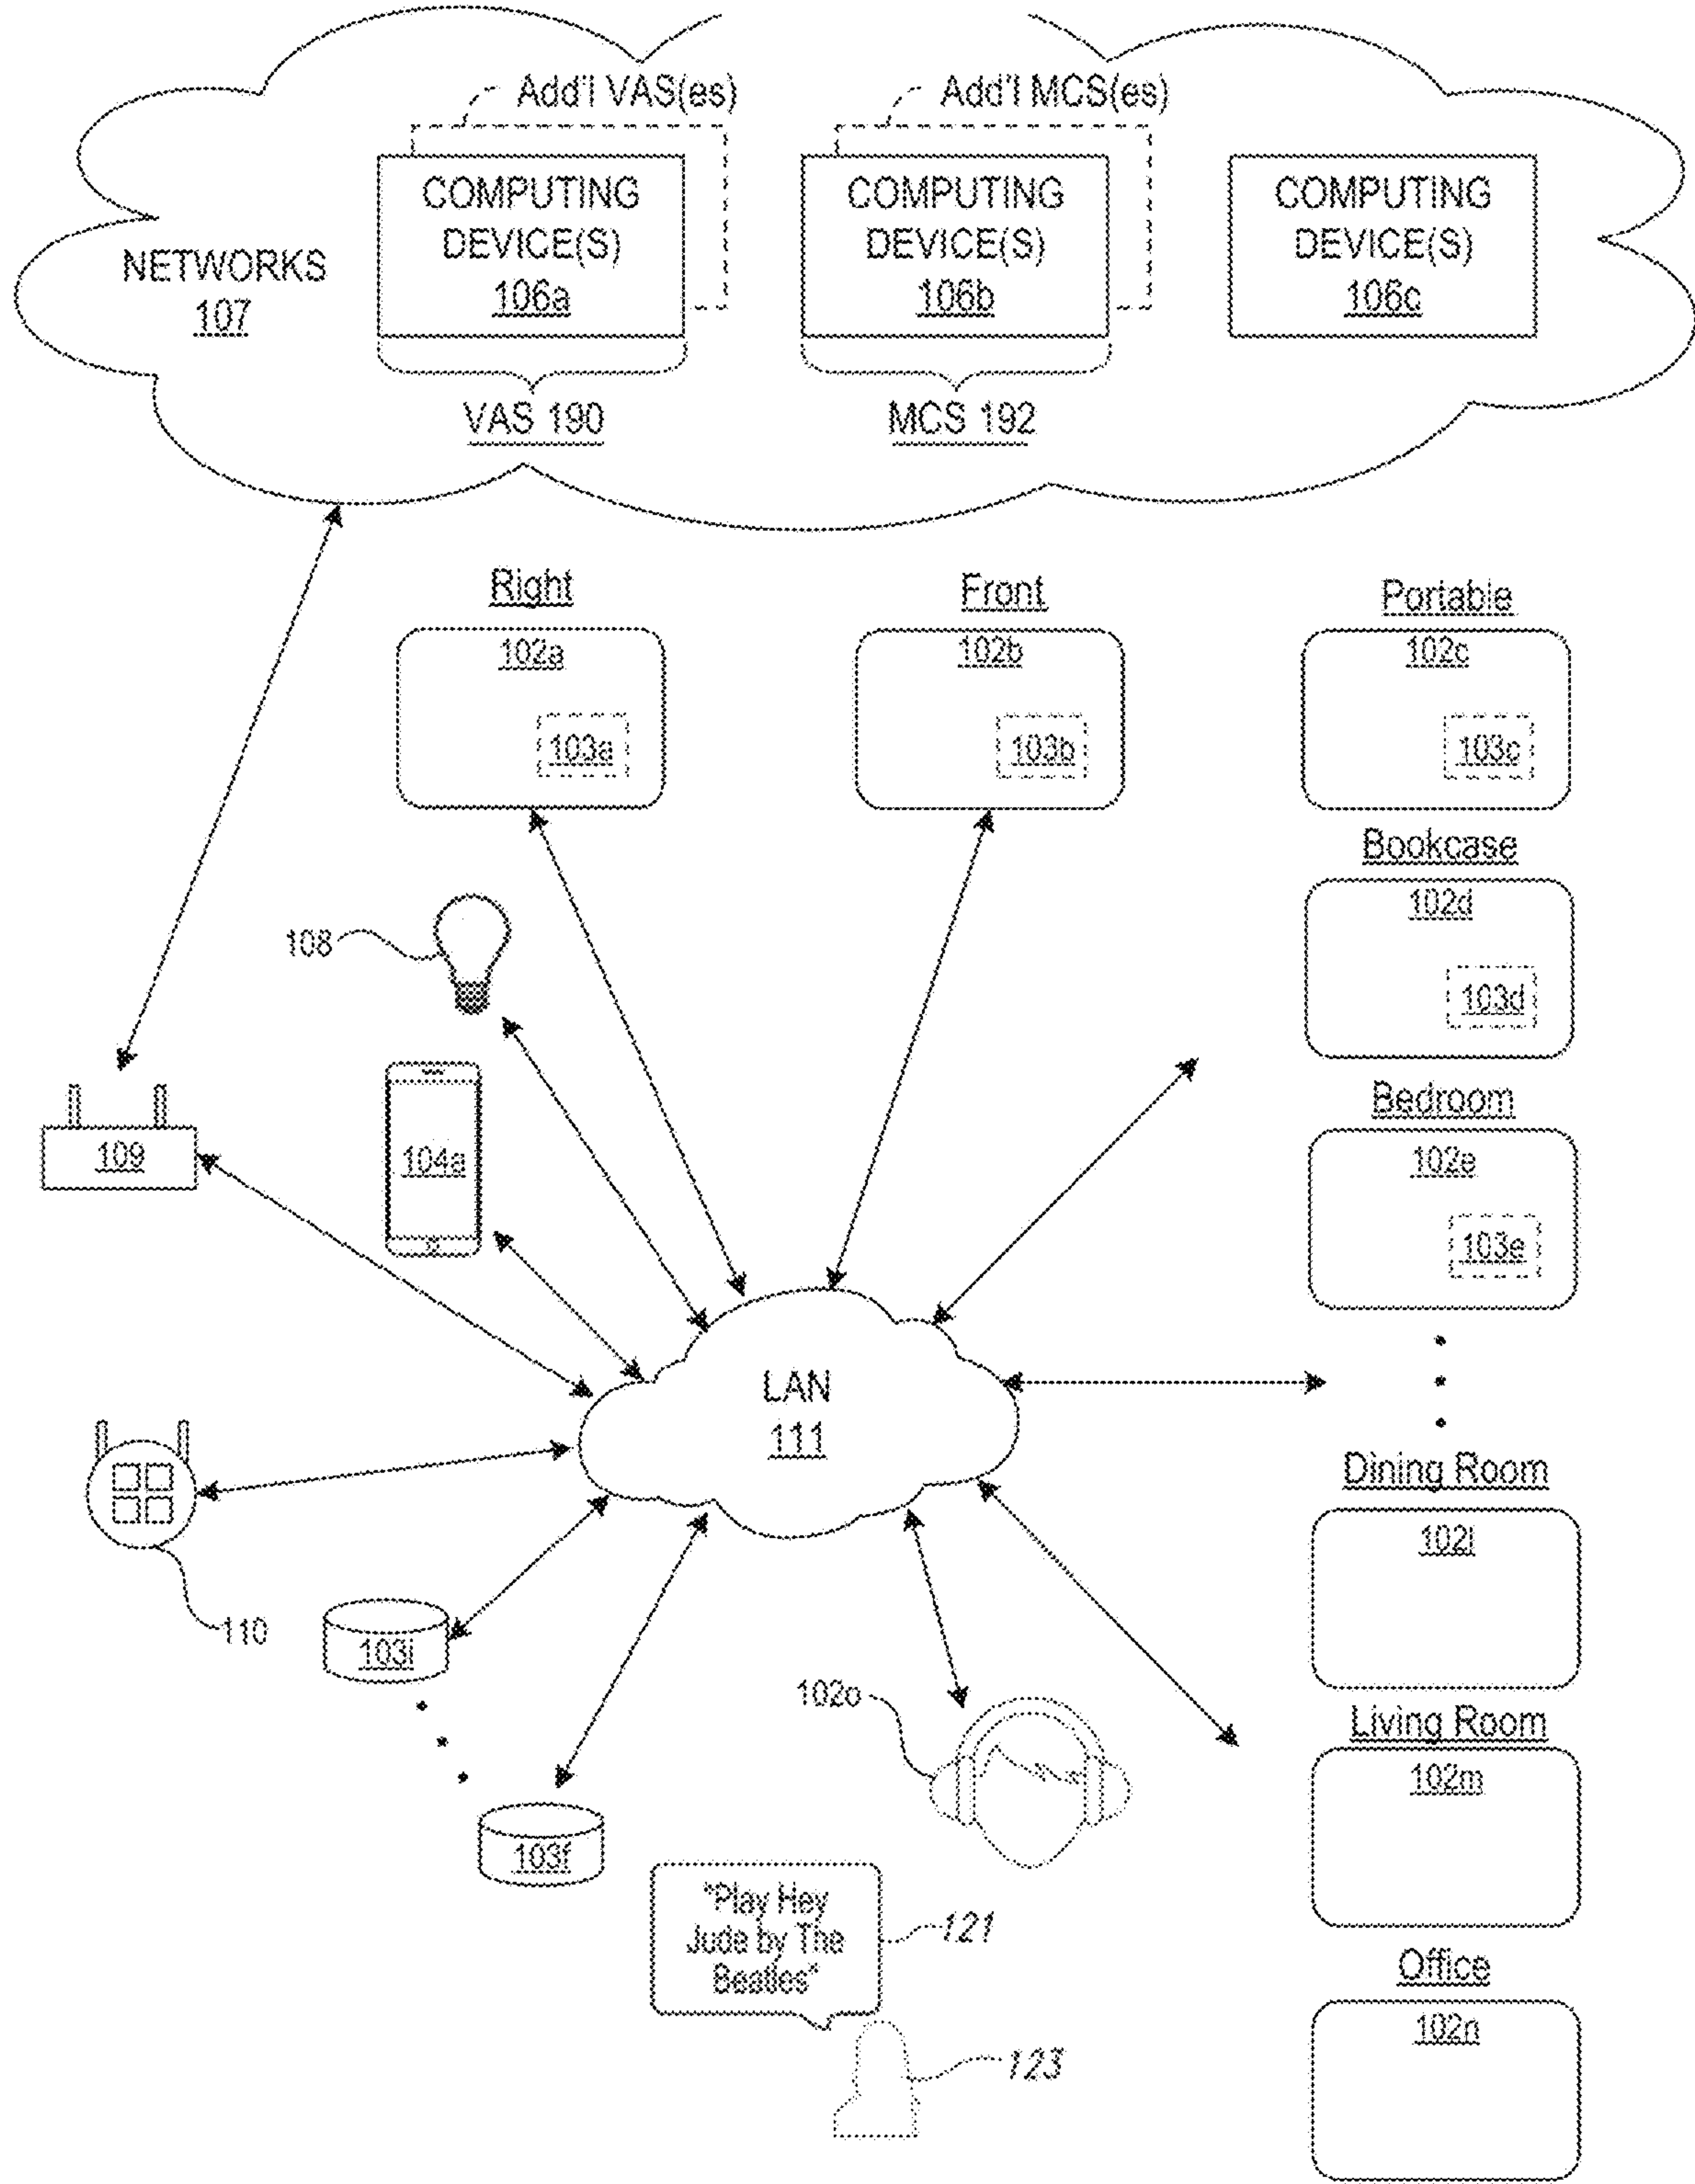 Add'l VAS(es)
Add'l MCS(es)
COMPUTING
DEVICE(S)
106a
COMPUTING
DEVICE(S)
106b
COMPUTING
DEVICE(S)
106c
NETWORKS
107
VAS 190
MCS 192
Right
102a
103a
Front
102b
103b
Portable
102c
103c
Bookcase
102d
103d
108
Bedroom
102e
103e
109
104a
LAN
111
110
Dining Room
102l
103i
Living Room
102m
102o
103f
"Play Hey
Jude by The
Beatles"
121
Office
102n
123